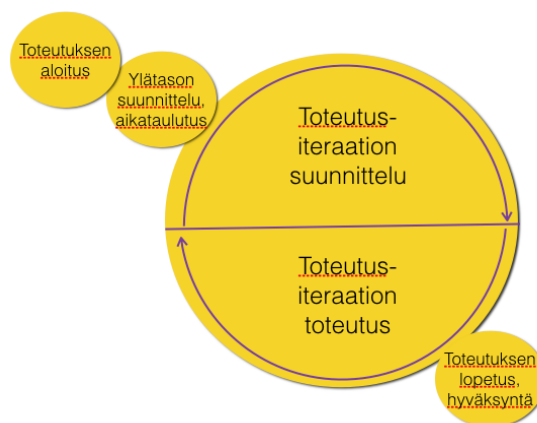 Toteutuksen
aloitus
Ylätason
suunnittelu,
aikataulutus
Toteutus-
iteraation
suunnittelu
Toteutus-
iteraation
toteutus
Toteutuksen
lopetus,
hyväksyntä